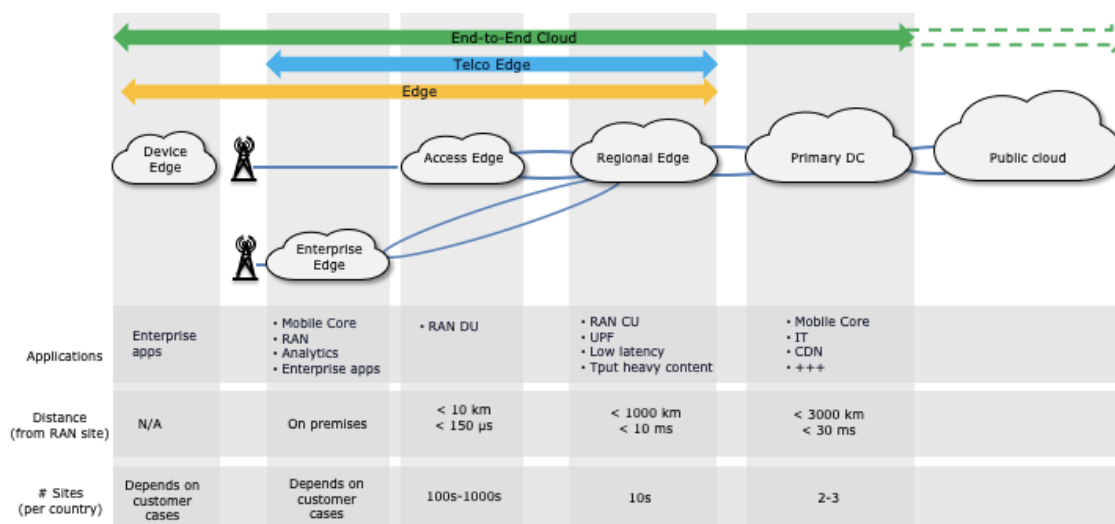 End-to-End Cloud
Telco Edge
Edge
Device
Edge
Access Edge
Regional Edge
Primary DC
Public cloud
Enterprise
Edge
Applications
Enterprise
apps
• Mobile Core
• RAN
• Analytics
• Enterprise apps
• RAN DU
• RAN CU
• UPF
• Low latency
• Tput heavy content
• Mobile Core
• IT
• CDN
• +++
Distance
(from RAN site)
N/A
On premises
< 10 km
< 150 µs
< 1000 km
< 10 ms
< 3000 km
< 30 ms
# Sites
(per country)
Depends on
customer
cases
Depends on
customer
cases
100s-1000s
10s
2-3